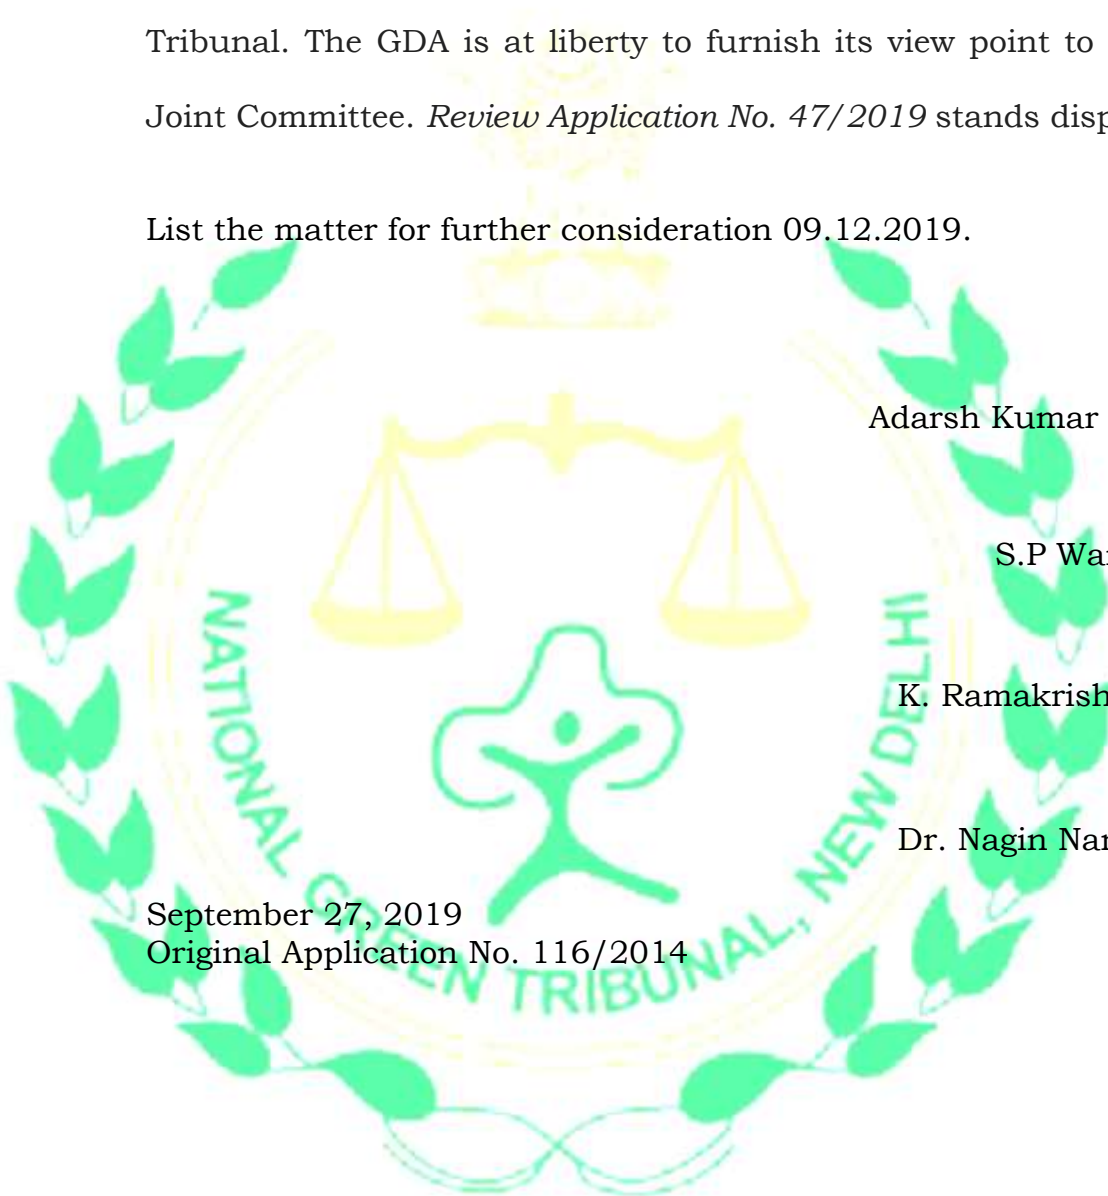 Tribunal. The GDA is at liberty to furnish its view point to
Joint Committee. Review Application No. 47/2019 stands disp
List the matter for further consideration 09.12.2019.
Adarsh Kumar
S.P Wa
K. Ramakrish
Dr. Nagin Na
September 27, 2019
Original Application No. 116/2014
NATIONAL GREEN TRIBUNAL, NEW DELHI